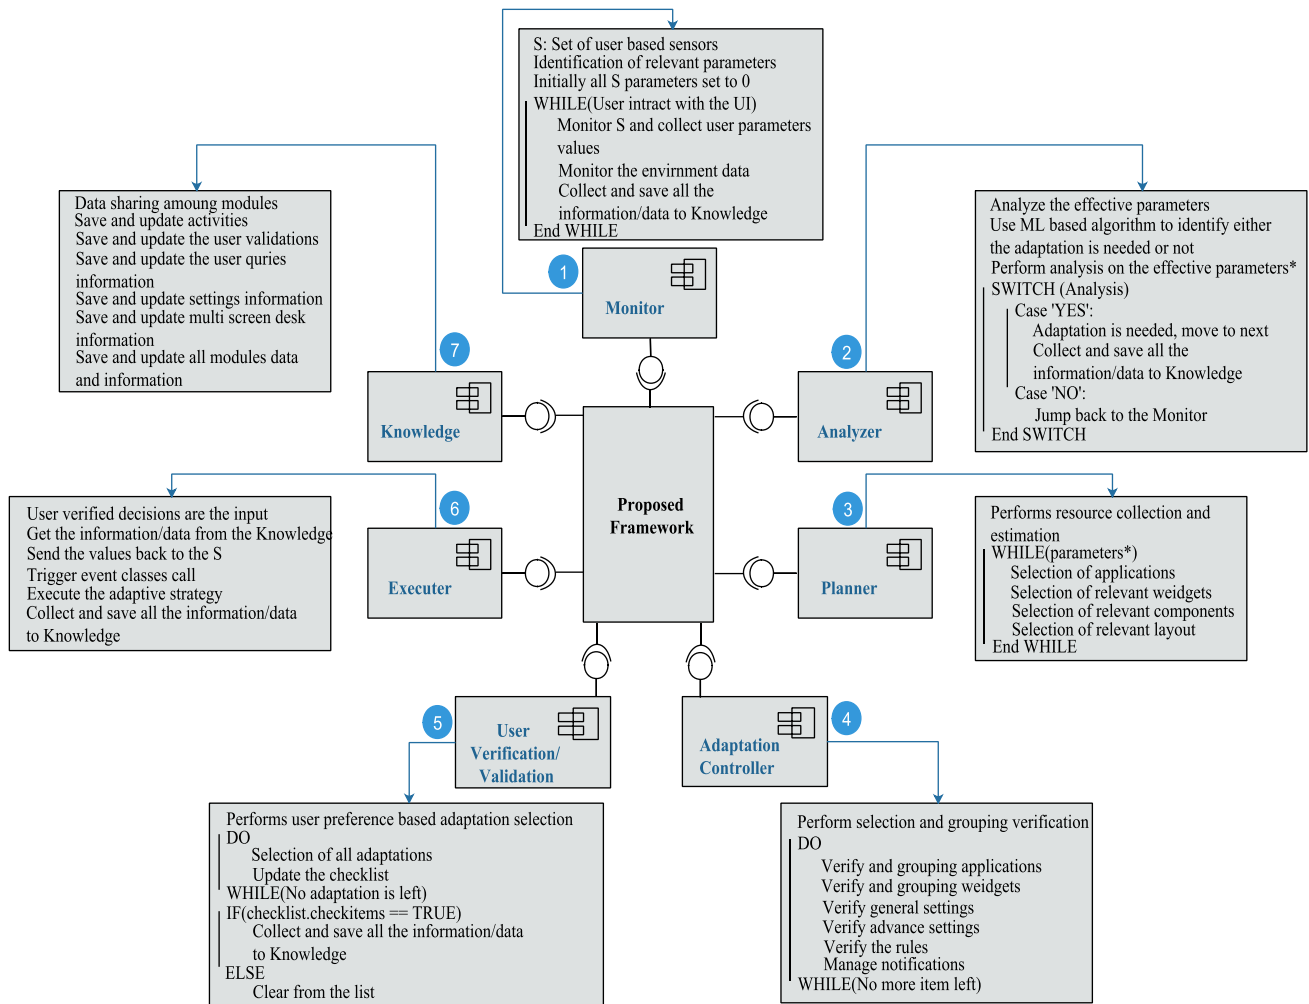 S: Set of user based sensors
Identification of relevant parameters
Initially all S parameters set to 0
WHILE(User intract with the UI)
Monitor S and collect user parameters
values
Monitor the envirnment data
Collect and save all the
information/data to Knowledge
End WHILE
1
Monitor
Data sharing amoung modules
Save and update activities
Save and update the user validations
Save and update the user quries
information
Save and update settings information
Save and update multi screen desk
information
Save and update all modules data
and information
7
Knowledge
Analyze the effective parameters
Use ML based algorithm to identify either
the adaptation is needed or not
Perform analysis on the effective parameters*
SWITCH (Analysis)
Case 'YES':
Adaptation is needed, move to next
Collect and save all the
information/data to Knowledge
Case 'NO':
Jump back to the Monitor
End SWITCH
2
Analyzer
Proposed
Framework
User verified decisions are the input
Get the information/data from the Knowledge
Send the values back to the S
Trigger event classes call
Execute the adaptive strategy
Collect and save all the information/data
to Knowledge
6
Executer
Performs resource collection and
estimation
WHILE(parameters*)
Selection of applications
Selection of relevant weidgets
Selection of relevant components
Selection of relevant layout
End WHILE
3
Planner
5
User
Verification/
Validation
Performs user preference based adaptation selection
DO
Selection of all adaptations
Update the checklist
WHILE(No adaptation is left)
IF(checklist.checkitems == TRUE)
Collect and save all the information/data
to Knowledge
ELSE
Clear from the list
4
Adaptation
Controller
Perform selection and grouping verification
DO
Verify and grouping applications
Verify and grouping weidgets
Verify general settings
Verify advance settings
Verify the rules
Manage notifications
WHILE(No more item left)